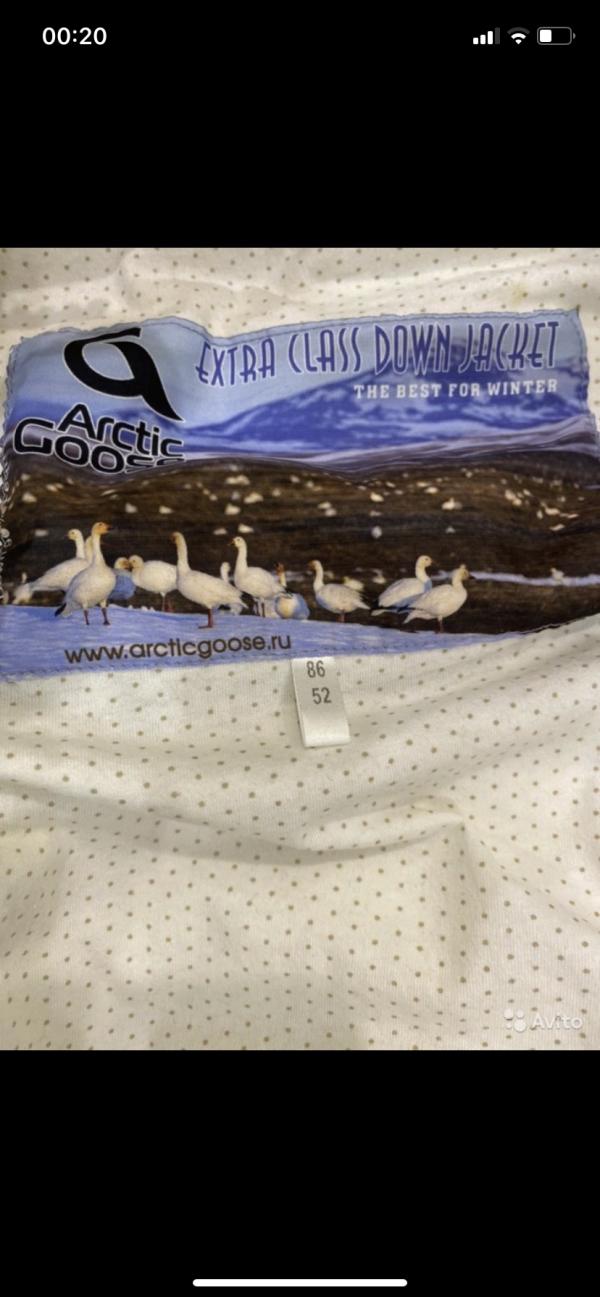 00:20
EXTRA CLASS DOWN JACKET
THE BEST FOR WINTER
Arctic
GOOSE
www.arcticgoose.ru
86
52
Avito